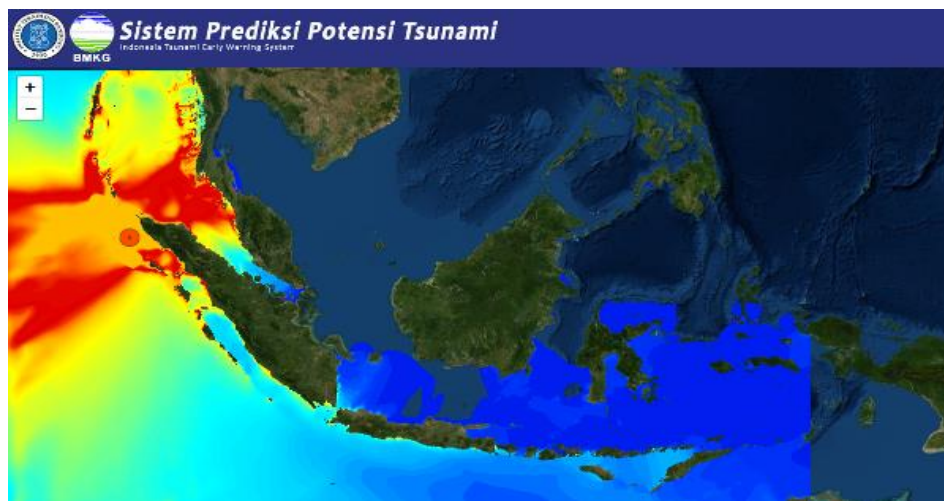 Sistem Prediksi Potensi Tsunami
Indonesia Tsunami Early Warning System
BMKG
+
−